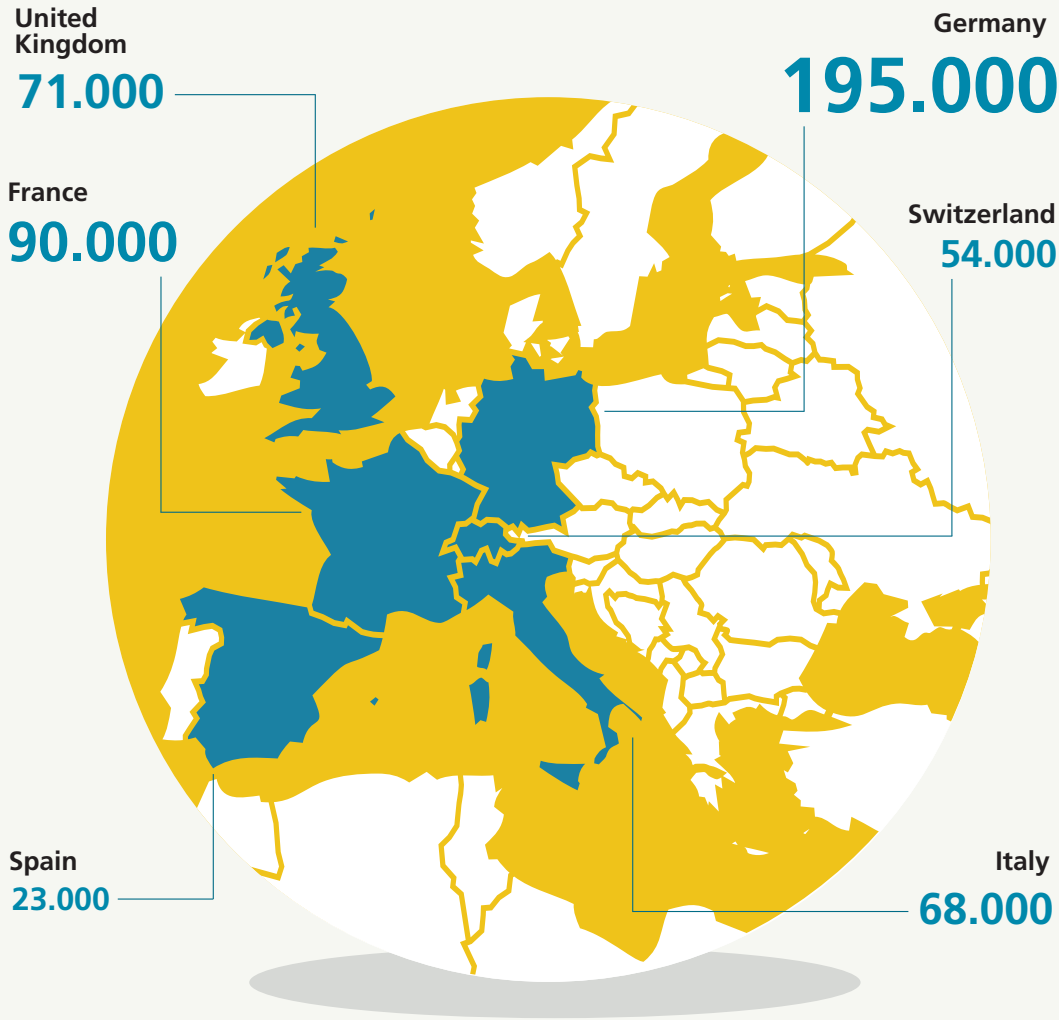 United
Kingdom
71.000
Germany
195.000
France
90.000
Switzerland
54.000
Spain
23.000
Italy
68.000